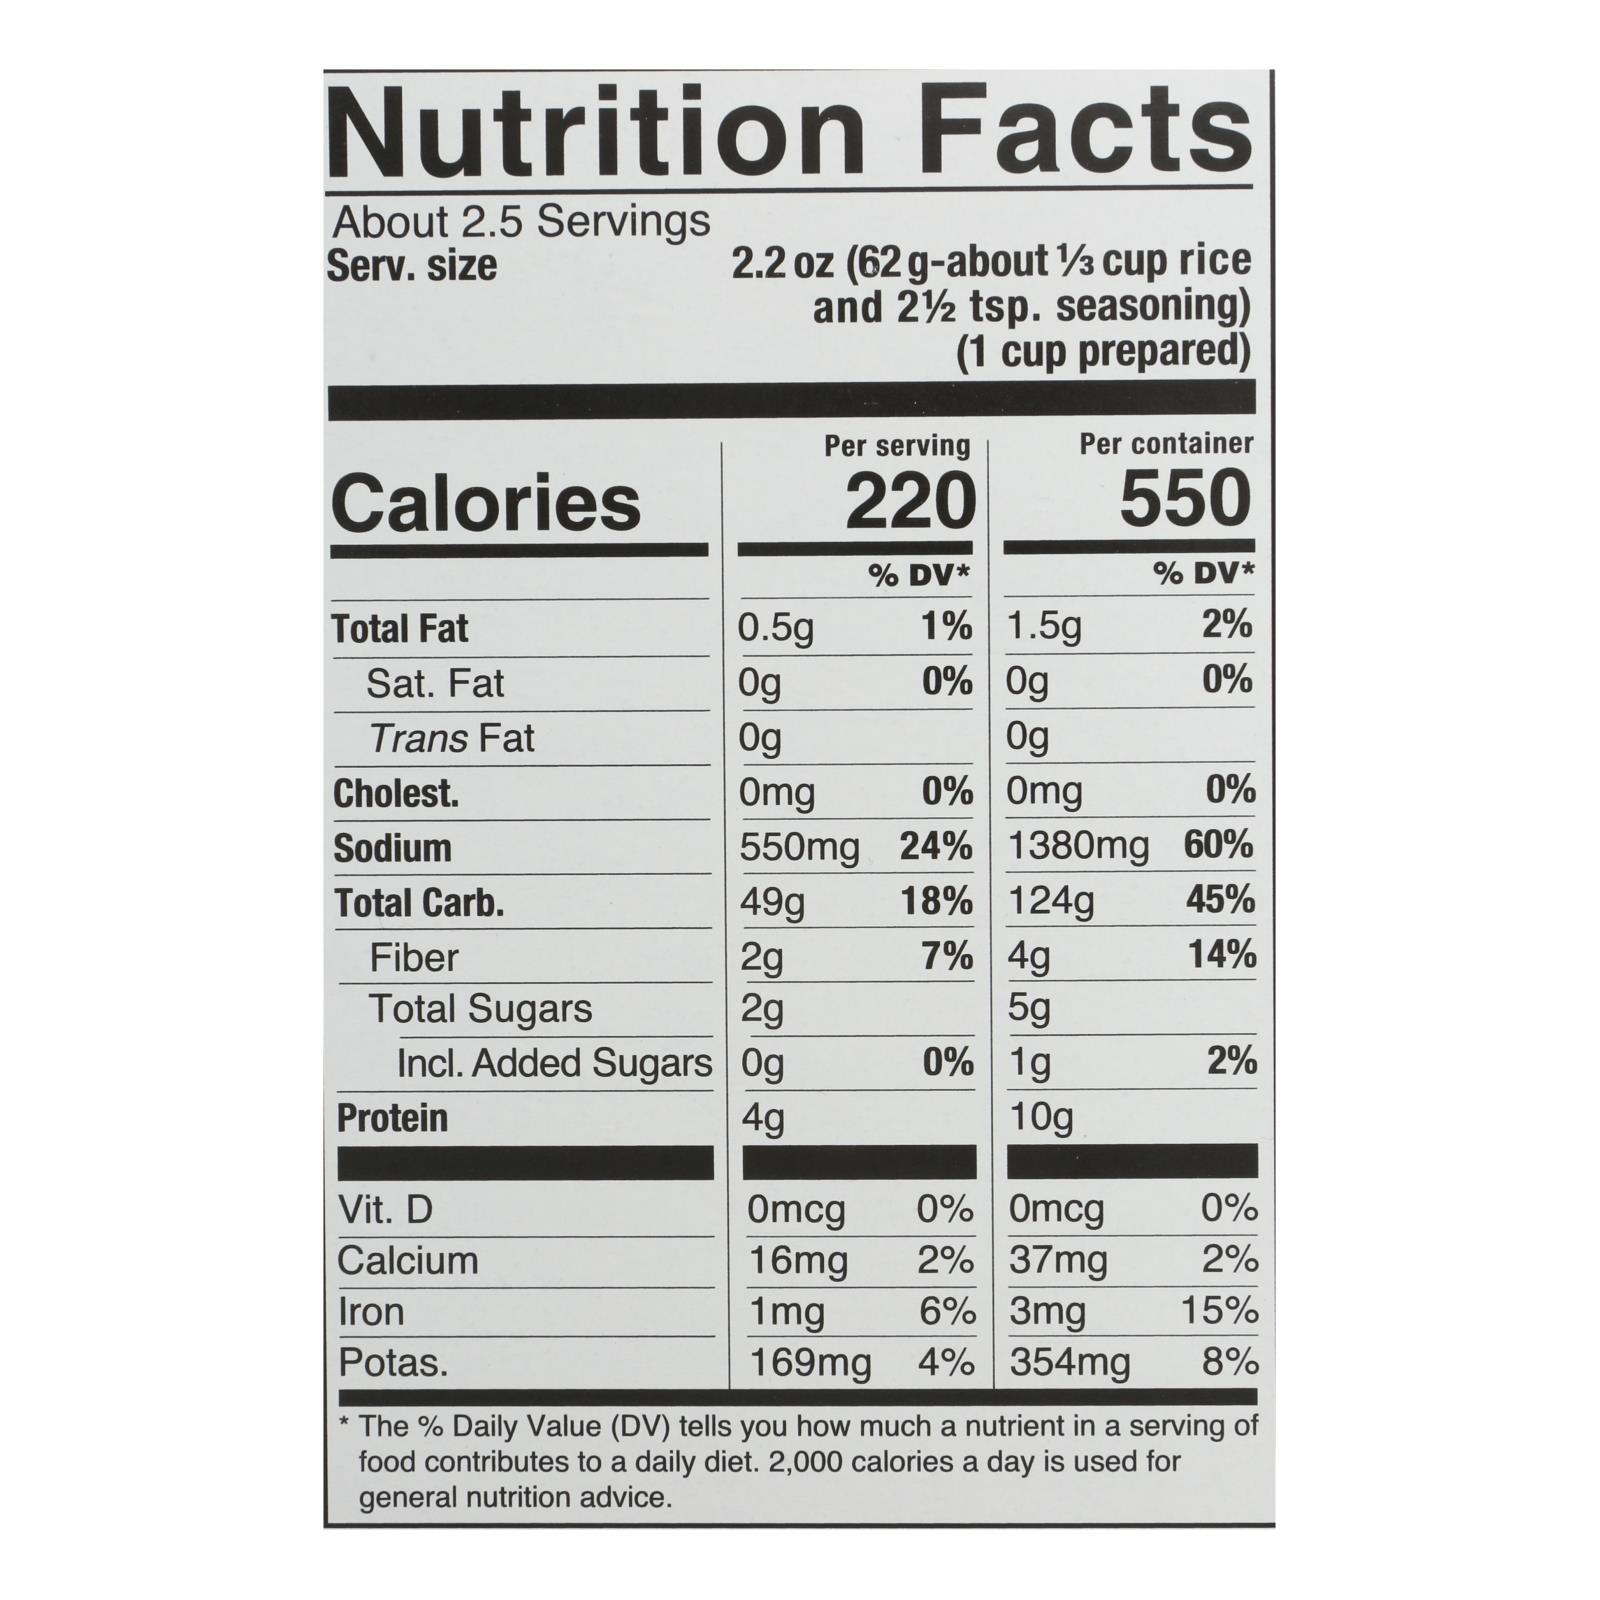 Nutrition Facts
About 2.5 Servings
Serv. size 2.2 oz (62 g-about ⅓ cup rice
and 2½ tsp. seasoning)
(1 cup prepared)
Per serving Per container
Calories 220 550
% DV* % DV*
Total Fat 0.5g 1% 1.5g 2%
Sat. Fat 0g 0% 0g 0%
Trans Fat 0g 0g
Cholest. 0mg 0% 0mg 0%
Sodium 550mg 24% 1380mg 60%
Total Carb. 49g 18% 124g 45%
Fiber 2g 7% 4g 14%
Total Sugars 2g 5g
Incl. Added Sugars 0g 0% 1g 2%
Protein 4g 10g
Vit. D 0mcg 0% 0mcg 0%
Calcium 16mg 2% 37mg 2%
Iron 1mg 6% 3mg 15%
Potas. 169mg 4% 354mg 8%
* The % Daily Value (DV) tells you how much a nutrient in a serving of
food contributes to a daily diet. 2,000 calories a day is used for
general nutrition advice.